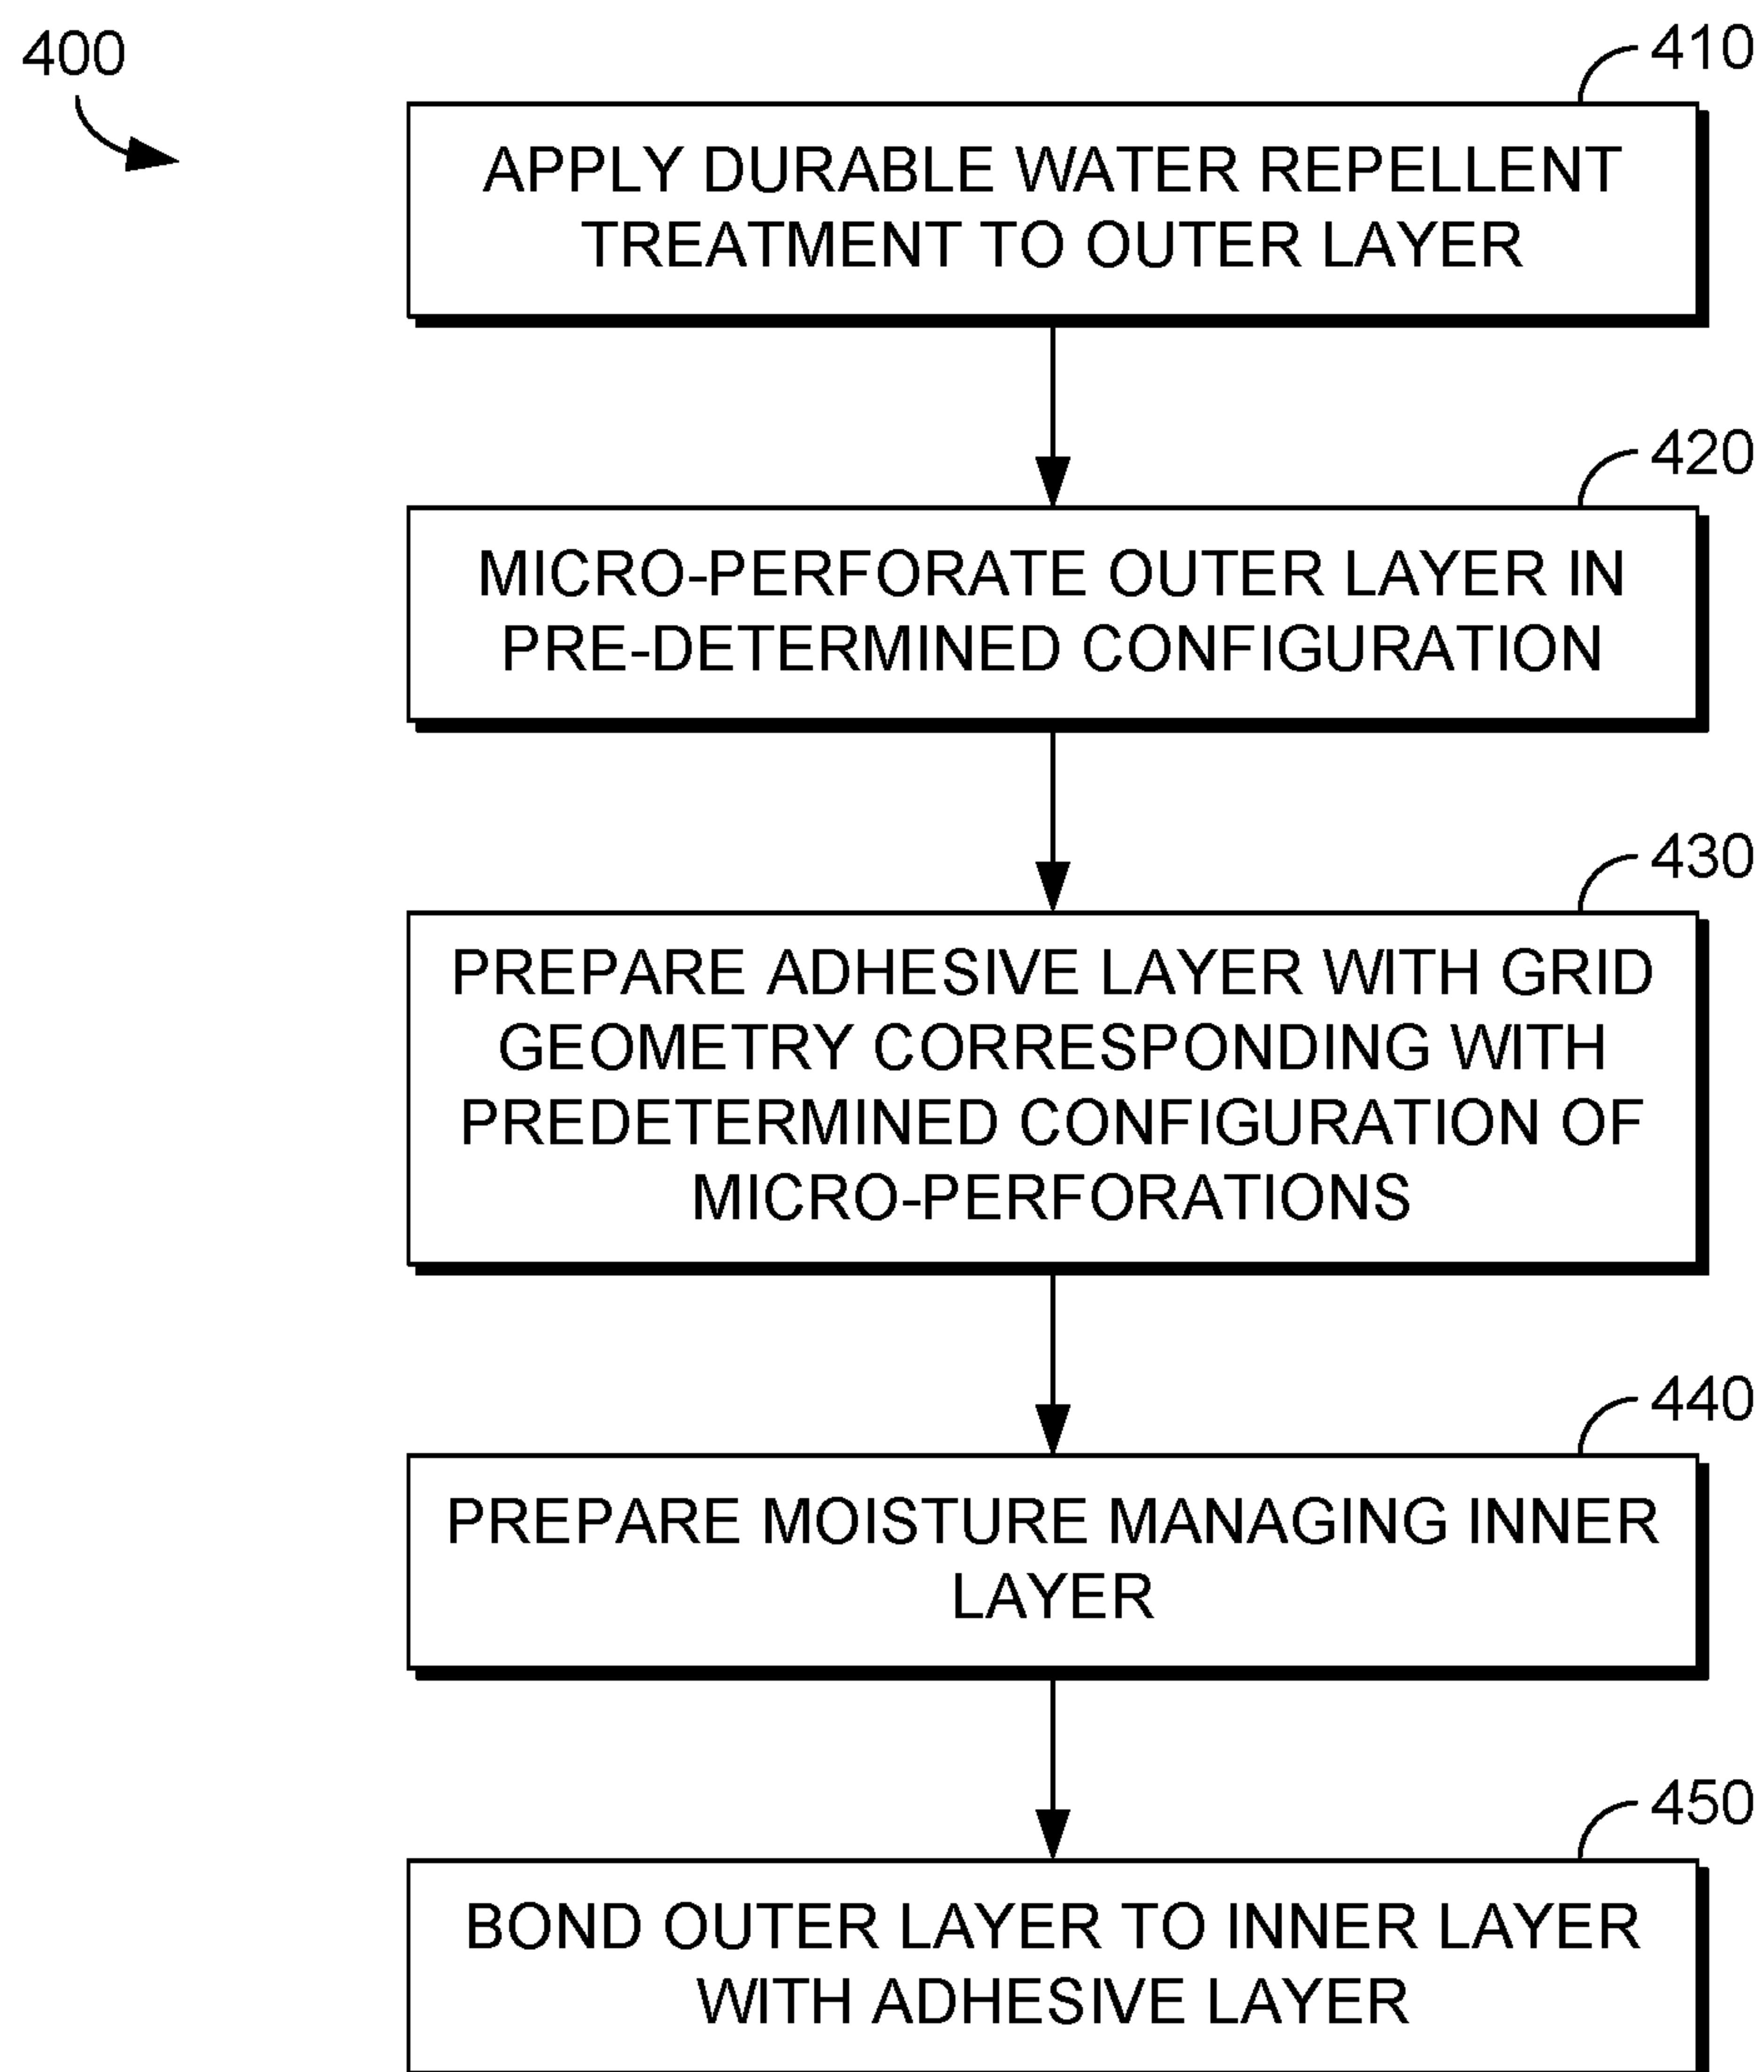 400
410
APPLY DURABLE WATER REPELLENT
TREATMENT TO OUTER LAYER
420
MICRO-PERFORATE OUTER LAYER IN
PRE-DETERMINED CONFIGURATION
430
PREPARE ADHESIVE LAYER WITH GRID
GEOMETRY CORRESPONDING WITH
PREDETERMINED CONFIGURATION OF
MICRO-PERFORATIONS
440
PREPARE MOISTURE MANAGING INNER
LAYER
450
BOND OUTER LAYER TO INNER LAYER
WITH ADHESIVE LAYER